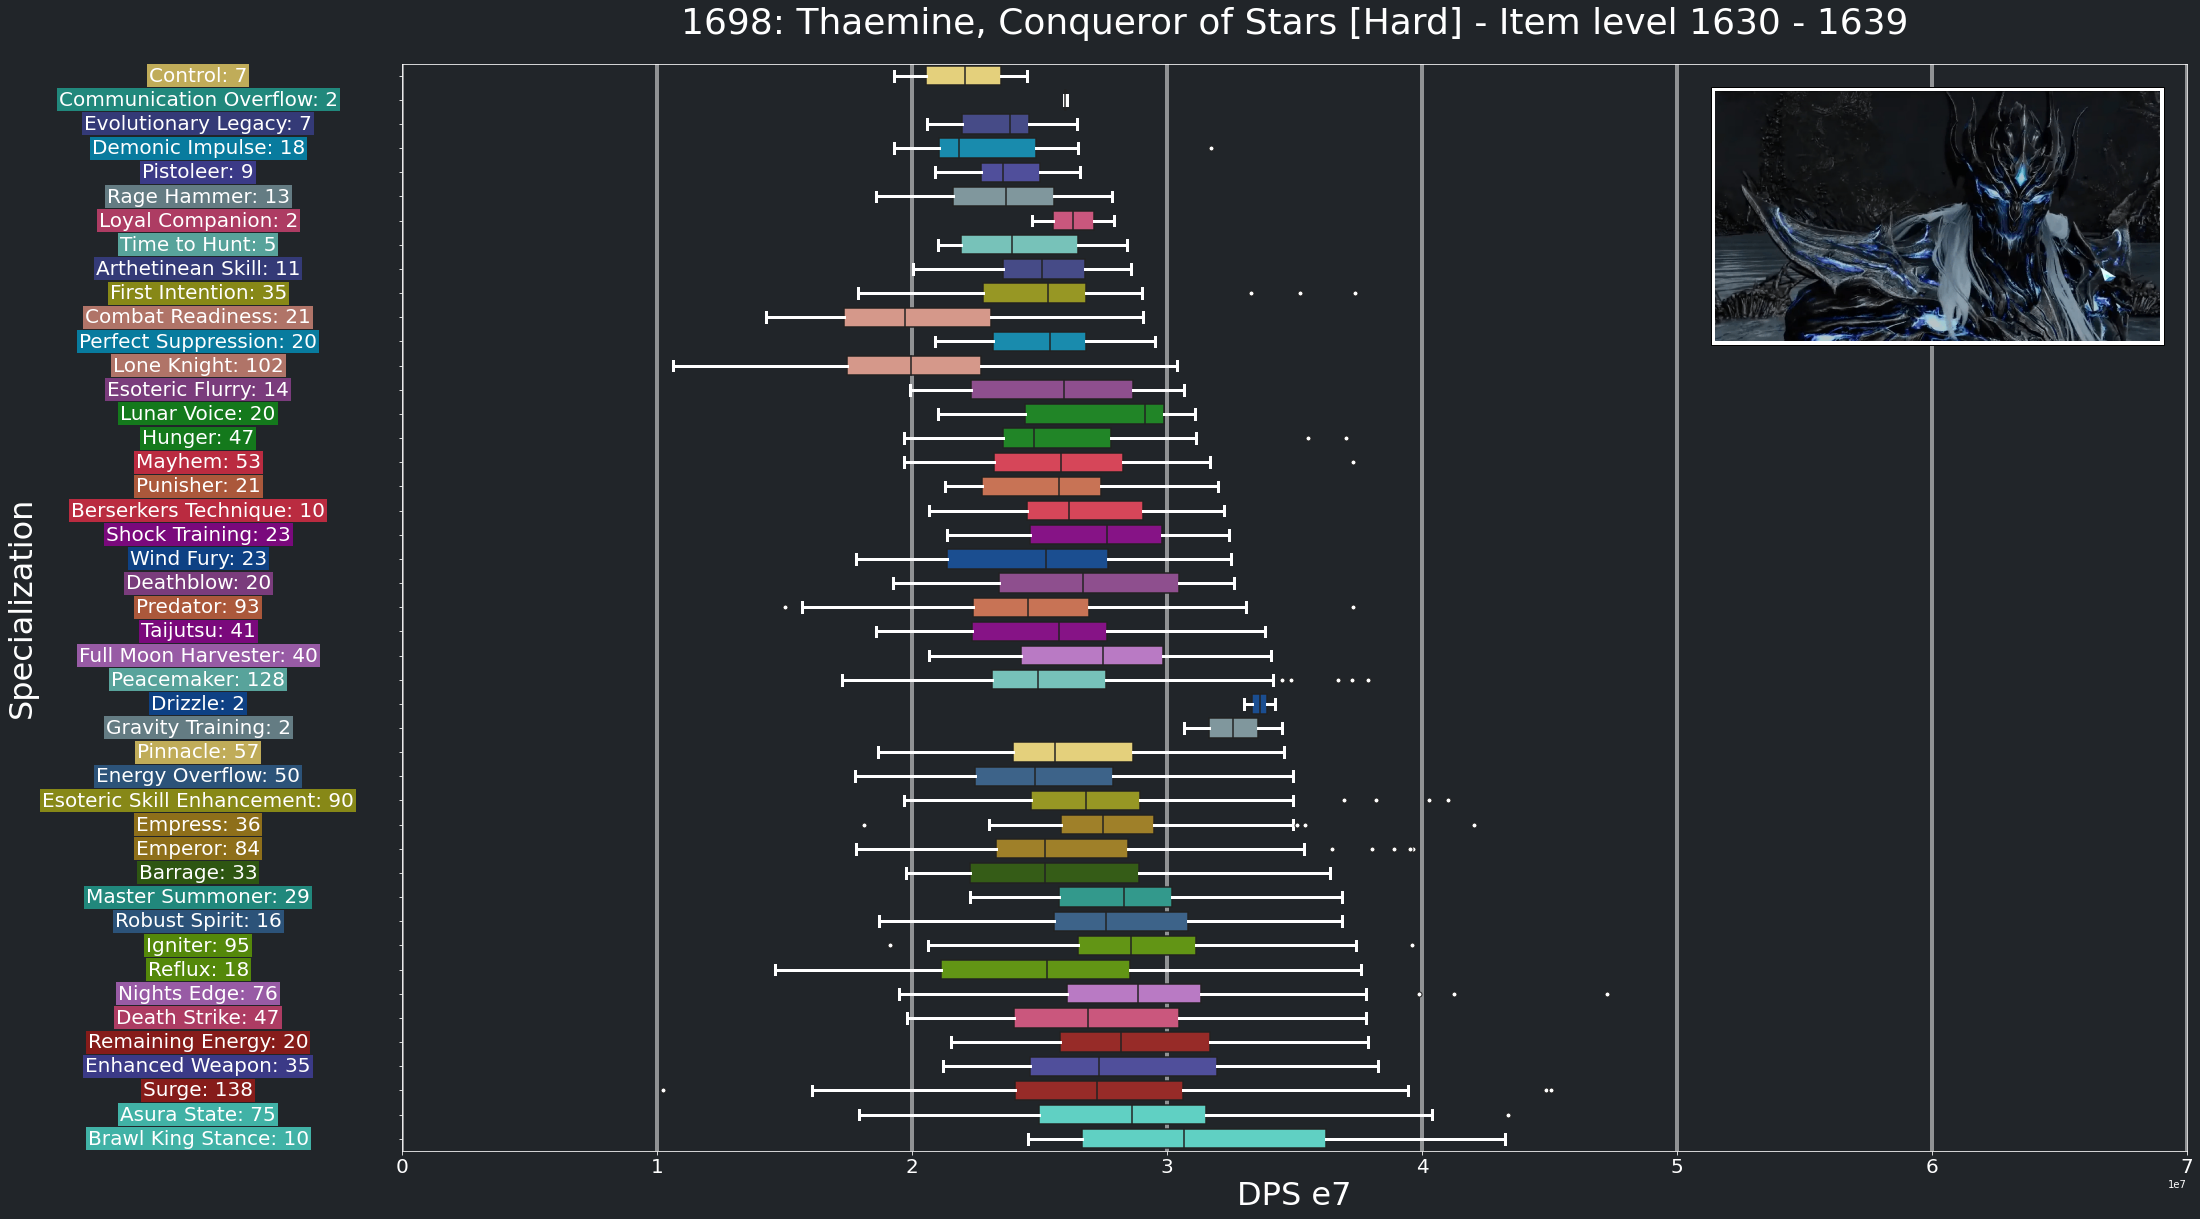 1698: Thaemine, Conqueror of Stars [Hard] - Item level 1630 - 1639
Specialization
Control: 7
Communication Overflow: 2
Evolutionary Legacy: 7
Demonic Impulse: 18
Pistoleer: 9
Rage Hammer: 13
Loyal Companion: 2
Time to Hunt: 5
Arthetinean Skill: 11
First Intention: 35
Combat Readiness: 21
Perfect Suppression: 20
Lone Knight: 102
Esoteric Flurry: 14
Lunar Voice: 20
Hunger: 47
Mayhem: 53
Punisher: 21
Berserkers Technique: 10
Shock Training: 23
Wind Fury: 23
Deathblow: 20
Predator: 93
Taijutsu: 41
Full Moon Harvester: 40
Peacemaker: 128
Drizzle: 2
Gravity Training: 2
Pinnacle: 57
Energy Overflow: 50
Esoteric Skill Enhancement: 90
Empress: 36
Emperor: 84
Barrage: 33
Master Summoner: 29
Robust Spirit: 16
Igniter: 95
Reflux: 18
Nights Edge: 76
Death Strike: 47
Remaining Energy: 20
Enhanced Weapon: 35
Surge: 138
Asura State: 75
Brawl King Stance: 10
0 1 2 3 4 5 6 7
1e7
DPS e7